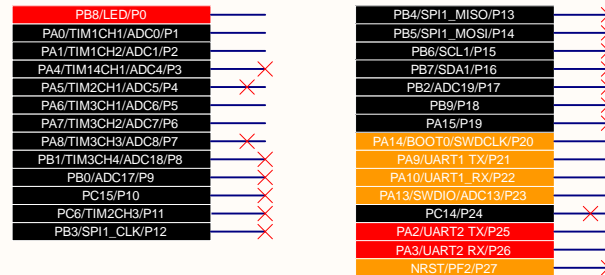 PB8/LED/P0
PA0/TIM1CH1/ADC0/P1
PA1/TIM1CH2/ADC1/P2
PA4/TIM14CH1/ADC4/P3
PA5/TIM2CH1/ADC5/P4
PA6/TIM3CH1/ADC6/P5
PA7/TIM3CH2/ADC7/P6
PA8/TIM3CH3/ADC8/P7
PB1/TIM3CH4/ADC18/P8
PB0/ADC17/P9
PC15/P10
PC6/TIM2CH3/P11
PB3/SPI1_CLK/P12
PB4/SPI1_MISO/P13
PB5/SPI1_MOSI/P14
PB6/SCL1/P15
PB7/SDA1/P16
PB2/ADC19/P17
PB9/P18
PA15/P19
PA14/BOOT0/SWDCLK/P20
PA9/UART1 TX/P21
PA10/UART1_RX/P22
PA13/SWDIO/ADC13/P23
PC14/P24
PA2/UART2 TX/P25
PA3/UART2 RX/P26
NRST/PF2/P27